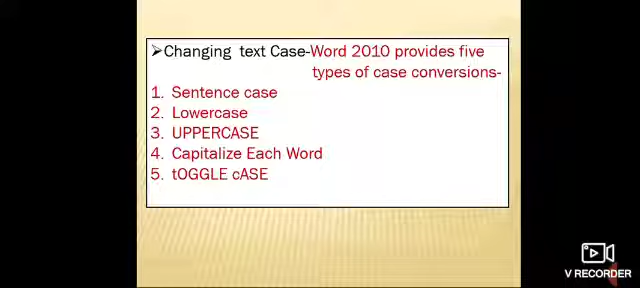 ➢Changing text Case-Word 2010 provides five
types of case conversions-
1. Sentence case
2. Lowercase
3. UPPERCASE
4. Capitalize Each Word
5. tOGGLE cASE
V RECORDER